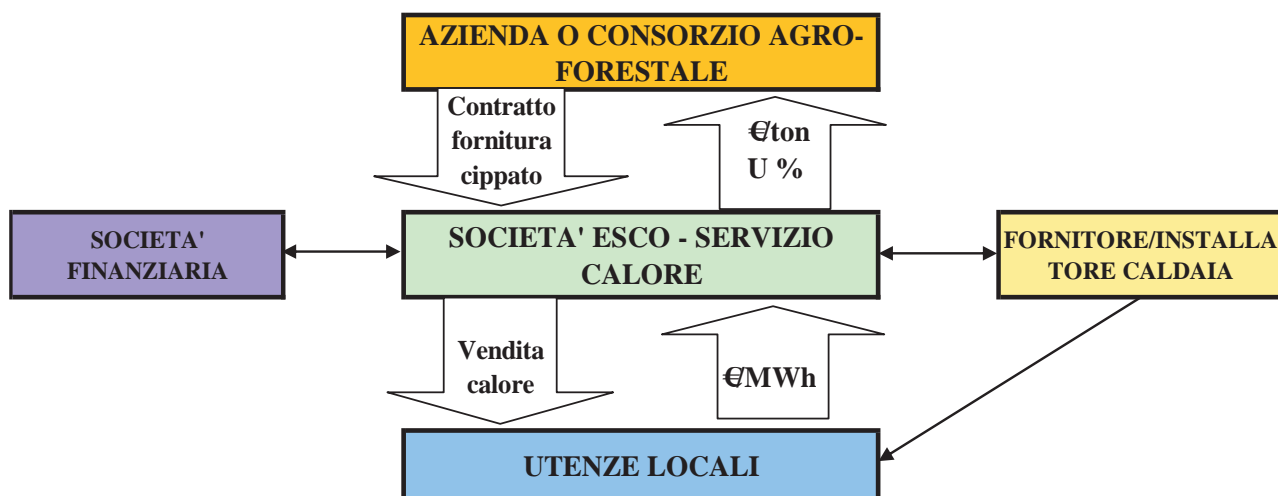 AZIENDA O CONSORZIO AGRO-
FORESTALE
Contratto
fornitura
cippato
€/ton
U %
SOCIETA'
FINANZIARIA
SOCIETA' ESCO - SERVIZIO
CALORE
FORNITORE/INSTALLA
TORE CALDAIA
Vendita
calore
€/MWh
UTENZE LOCALI